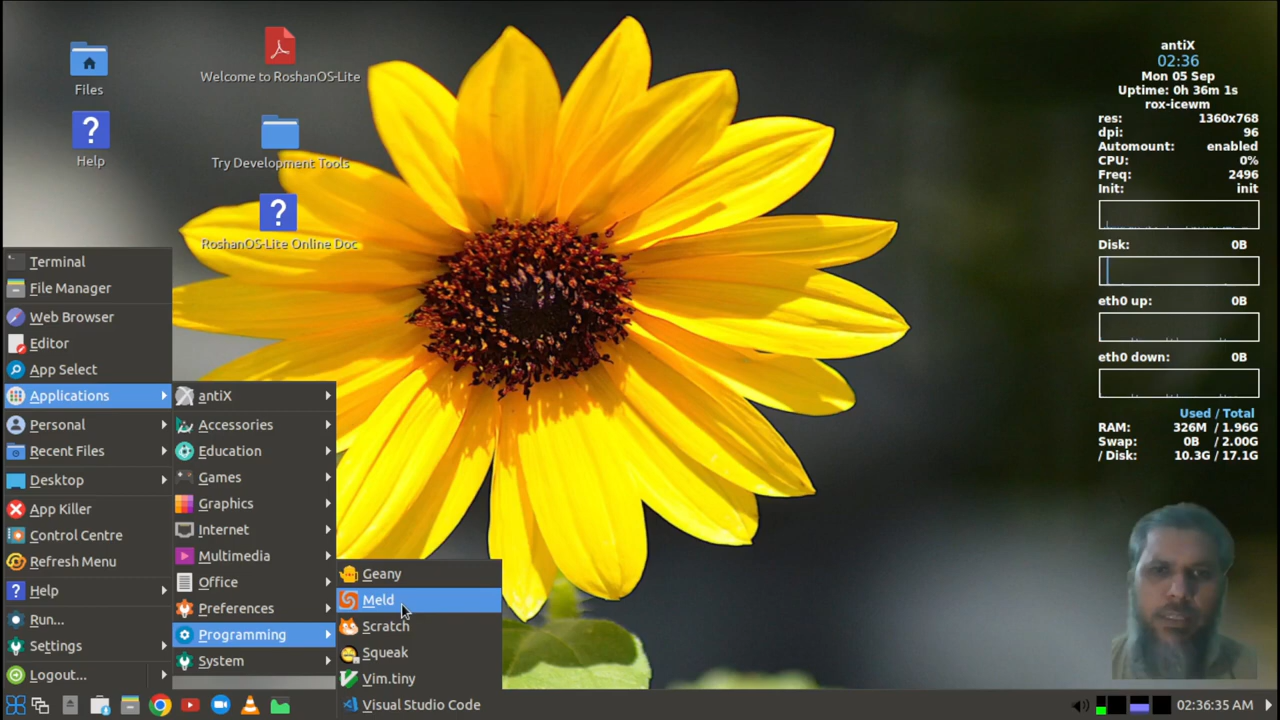 Files
Welcome to RoshanOS-Lite
Help
Try Development Tools
RoshanOS-Lite Online Doc
antiX
02:36
Mon 05 Sep
Uptime: 0h 36m 1s
rox-icewm
res: 1360x768
dpi: 96
Automount: enabled
CPU: 0%
Freq: 2496
Init: init
Disk: 0B
eth0 up: 0B
eth0 down: 0B
Used / Total
RAM: 326M / 1.96G
Swap: 0B / 2.00G
/ Disk: 10.3G / 17.1G
Terminal
File Manager
Web Browser
Editor
App Select
Applications
Personal
Recent Files
Desktop
App Killer
Control Centre
Refresh Menu
Help
Run...
Settings
Logout...
antiX
Accessories
Education
Games
Graphics
Internet
Multimedia
Office
Preferences
Programming
System
Geany
Meld
Scratch
Squeak
Vim.tiny
Visual Studio Code
02:36:35 AM